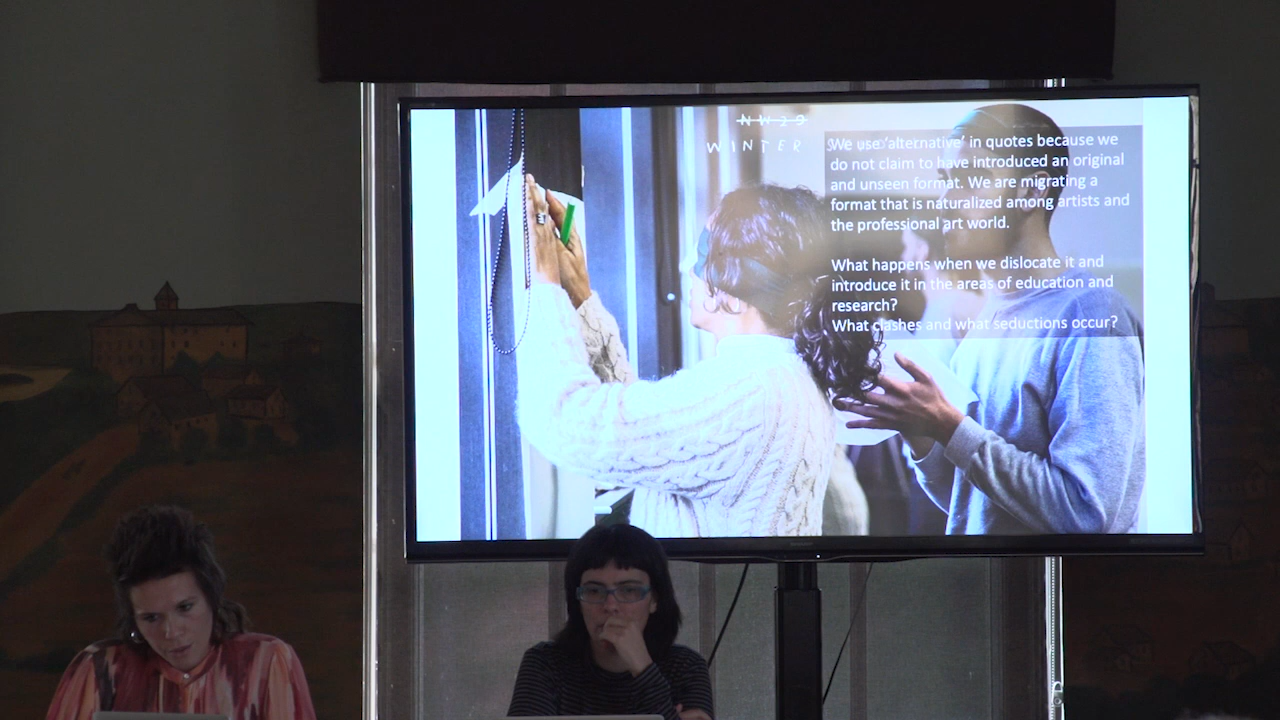 NW29
WINTER
We use 'alternative' in quotes because we
do not claim to have introduced an original
and unseen format. We are migrating a
format that is naturalized among artists and
the professional art world.
What happens when we dislocate it and
introduce it in the areas of education and
research?
What clashes and what seductions occur?